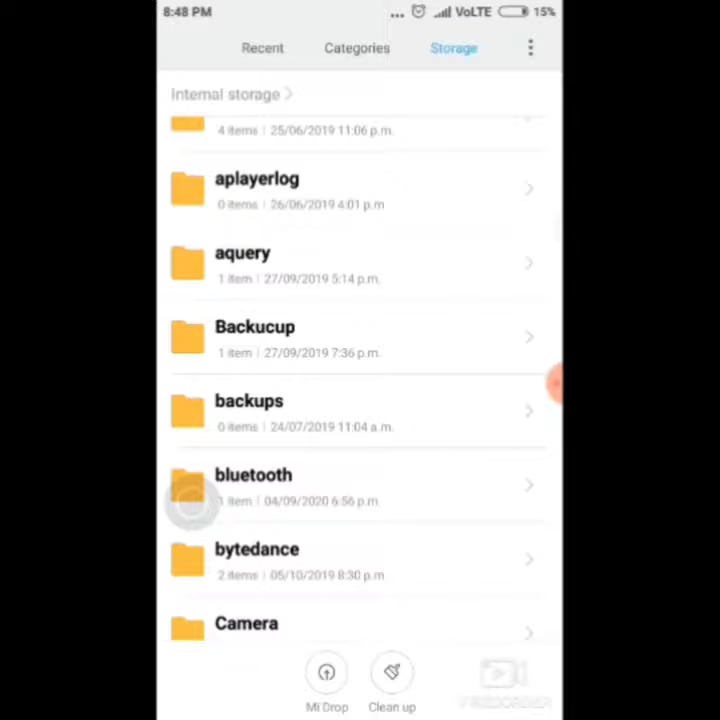 8:48 PM ... VoLTE 15%
Recent Categories Storage
Internal storage >
4 items | 25/06/2019 11:06 p.m.
aplayerlog
0 items | 26/06/2019 4:01 p.m
aquery
1 item | 27/09/2019 5:14 p.m.
Backucup
1 item | 27/09/2019 7:36 p.m.
backups
0 items | 24/07/2019 11:04 a.m.
bluetooth
1 item | 04/09/2020 6:56 p.m.
bytedance
2 items | 05/10/2019 8:30 p.m
Camera
Mi Drop Clean up